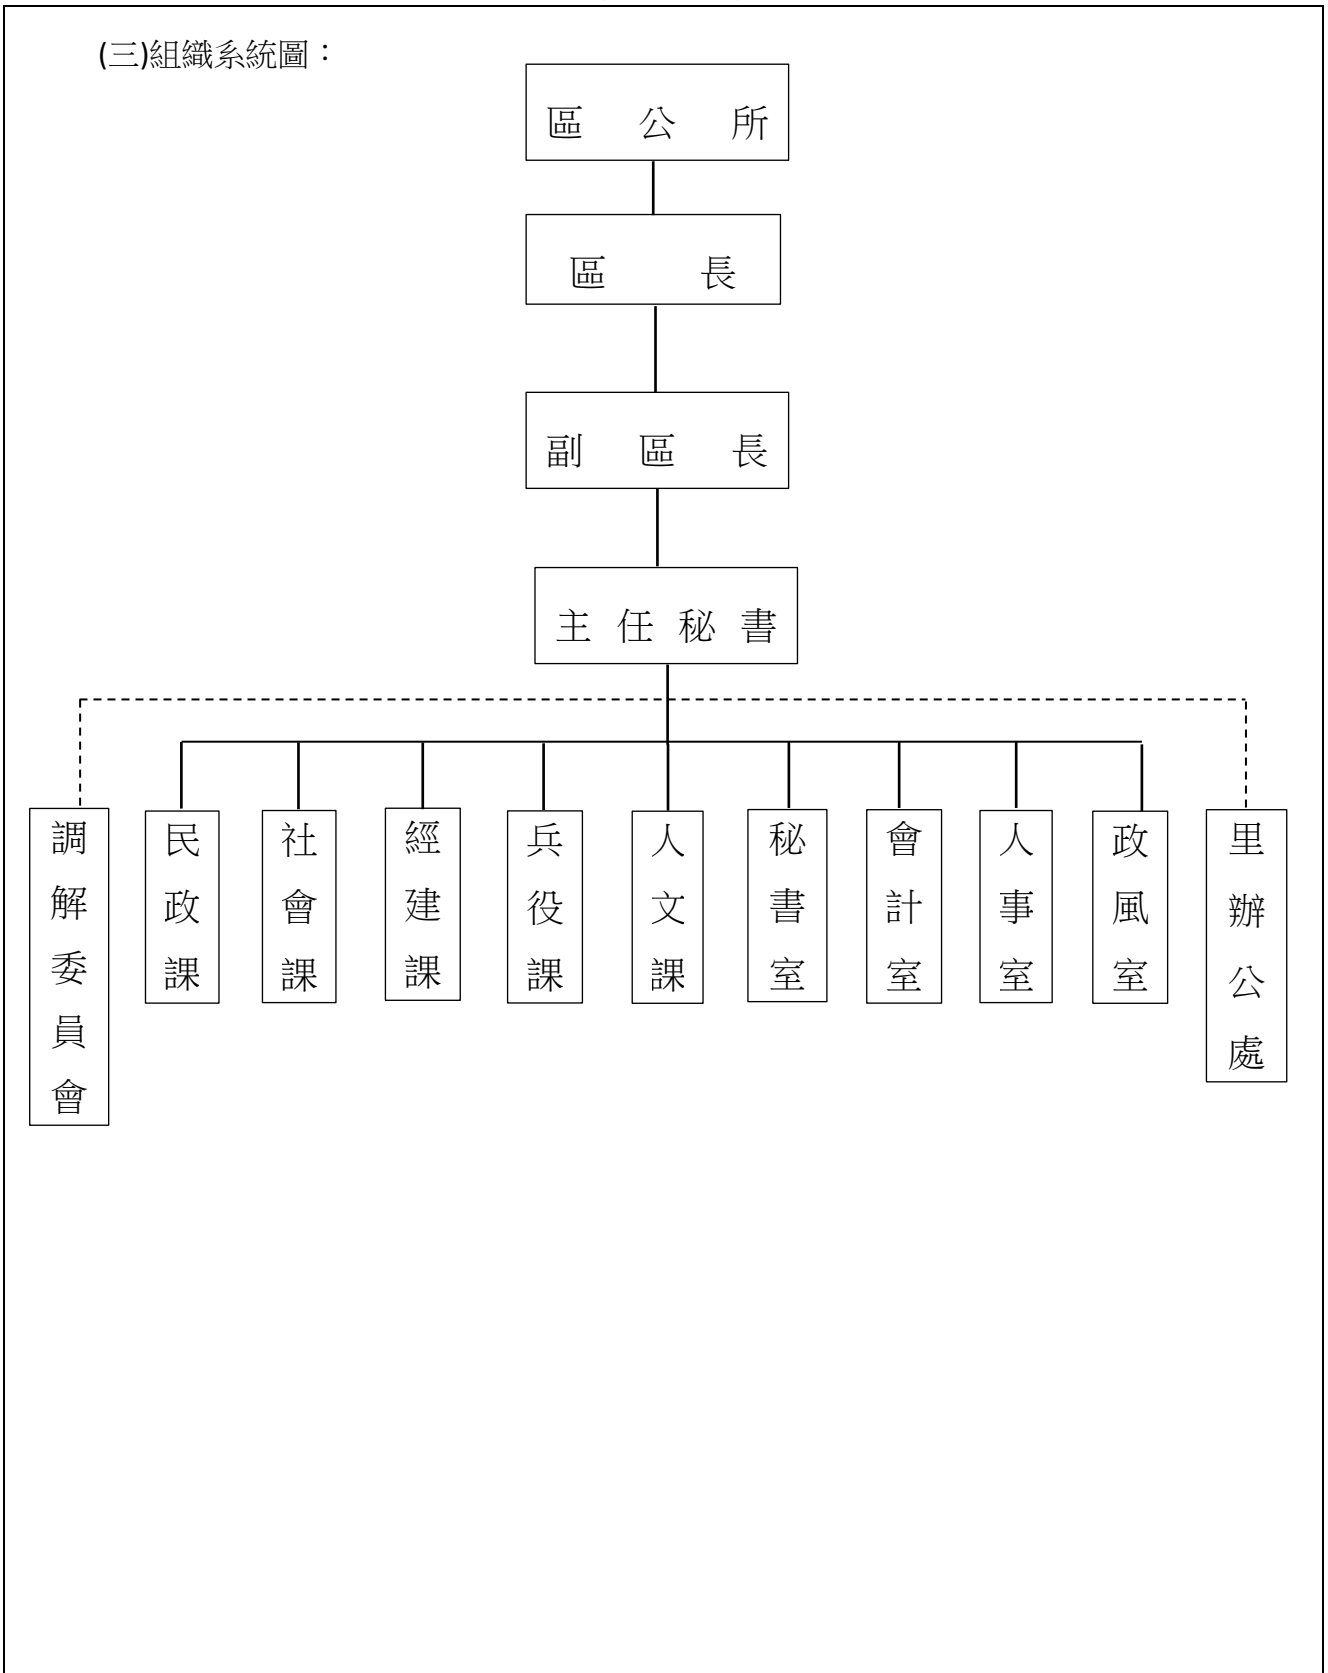 (三)組織系統圖：
區公所
區長
副區長
主任秘書
調解委員會
民政課
社會課
經建課
兵役課
人文課
秘書室
會計室
人事室
政風室
里辦公處